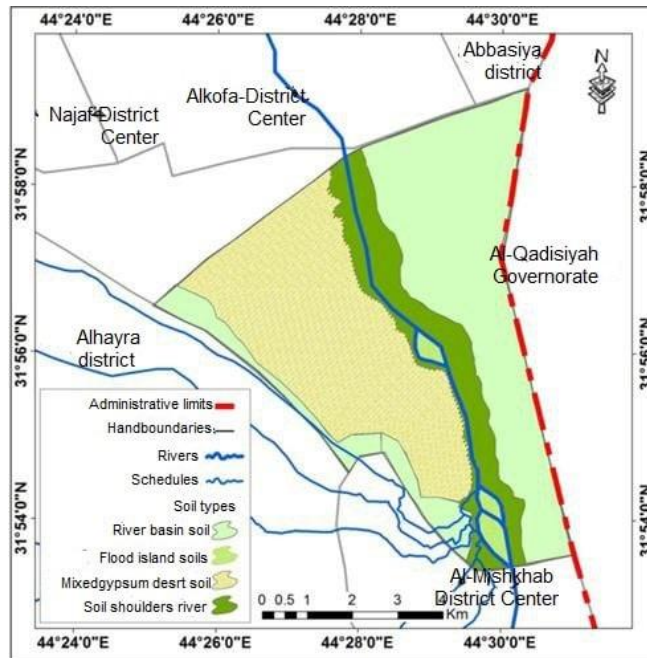 44°24'0"E
44°26'0"E
44°28'0"E
44°30'0"E
Abbasiya
district
N
Alkofa-District
Center
Najaf-District
Center
31°58'0"N
31°58'0"N
Al-Qadisiyah
Governorate
Alhayra
district
31°56'0"N
31°56'0"N
Administrative limits
Handboundaries:
Rivers
Schedules
Soil types
River basin soil
Flood island soils
Mixedgypsum desrt soil
Soil shoulders river
31°54'0"N
31°54'0"N
Al-Mishkhab
District Center
0 0.5 1 2 3 4
Km
44°24'0"E
44°26'0"E
44°28'0"E
44°30'0"E